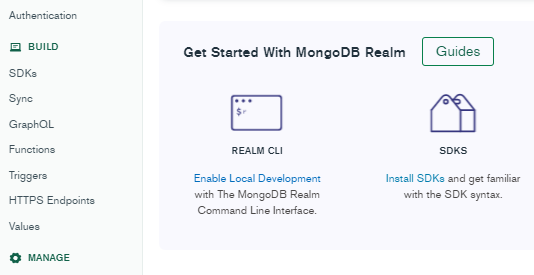 Authentication
BUILD
SDKs
Sync
GraphQL
Functions
Triggers
HTTPS Endpoints
Values
MANAGE
Get Started With MongoDB Realm
Guides
$
REALM CLI
Enable Local Development
with The MongoDB Realm
Command Line Interface.
SDKS
Install SDKs and get familiar
with the SDK syntax.